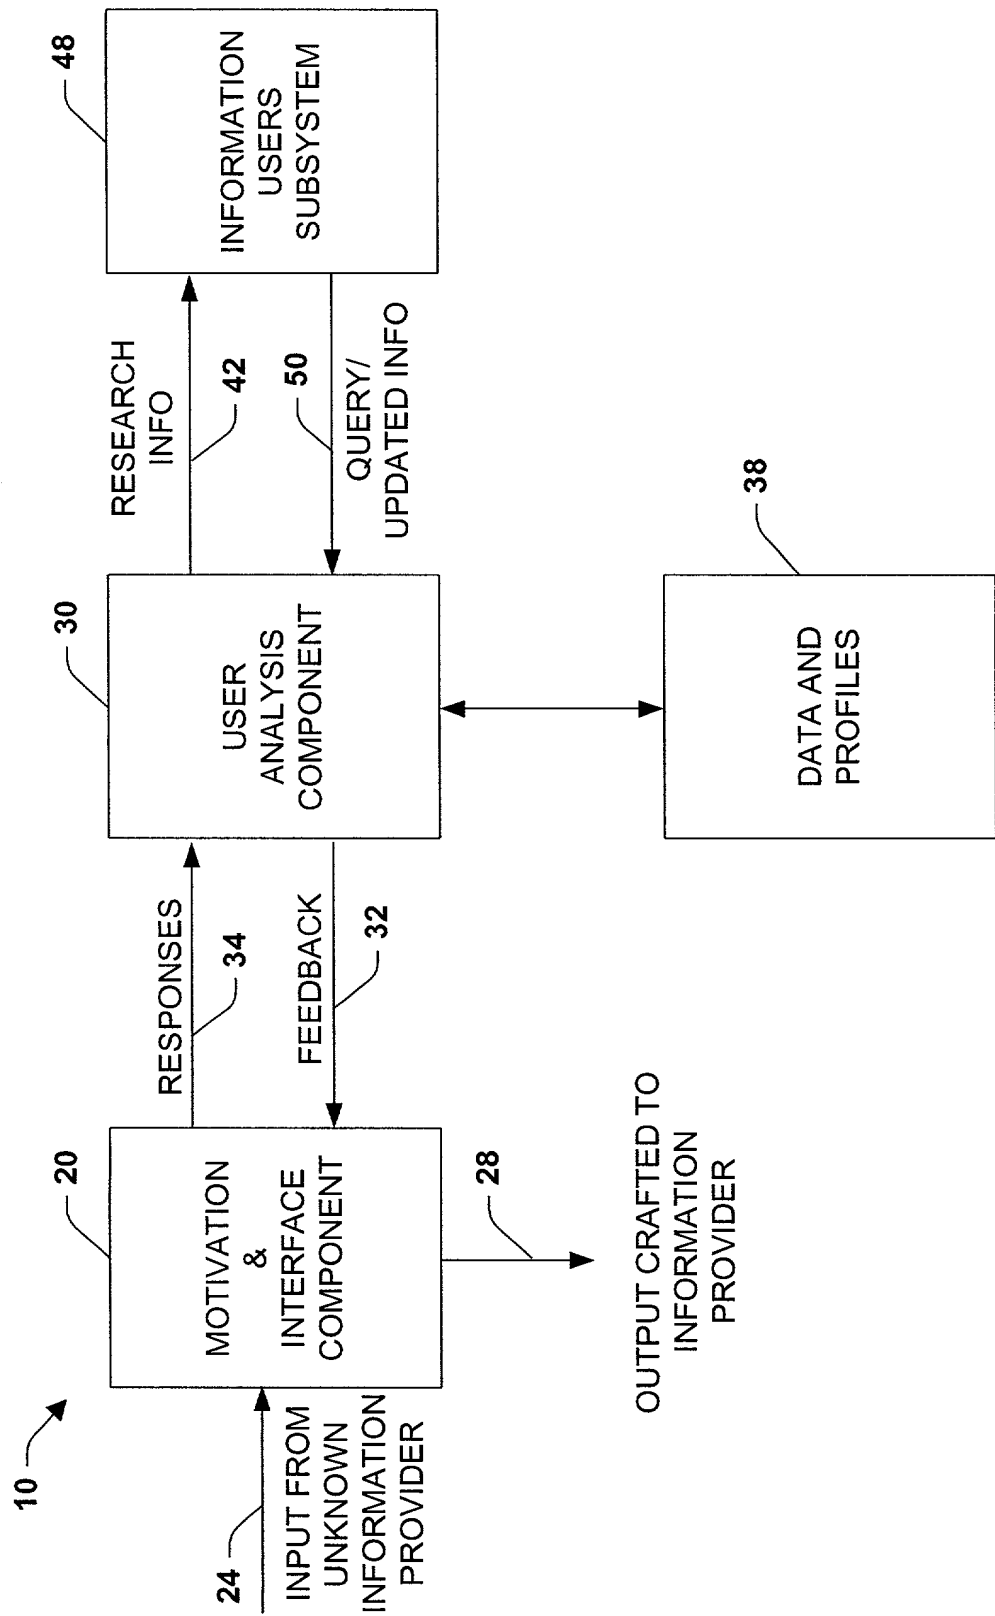 10
24
INPUT FROM
UNKNOWN
INFORMATION
PROVIDER
20
MOTIVATION
&
INTERFACE
COMPONENT
28
OUTPUT CRAFTED TO
INFORMATION
PROVIDER
RESPONSES
34
FEEDBACK
32
30
USER
ANALYSIS
COMPONENT
38
DATA AND
PROFILES
RESEARCH
INFO
42
50
QUERY/
UPDATED INFO
48
INFORMATION
USERS
SUBSYSTEM